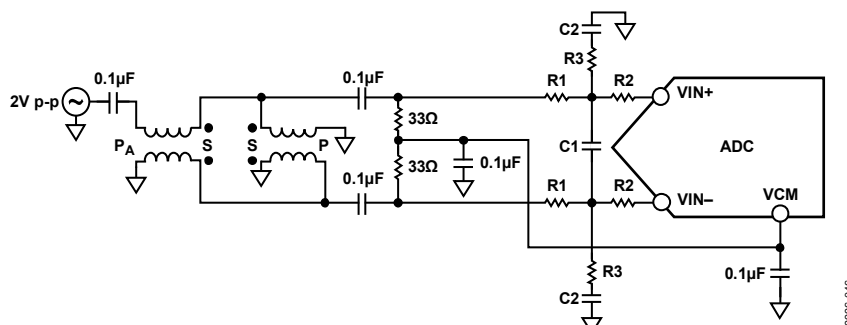 C2
R3
0.1µF
0.1µF
R1
R2
2V p-p
VIN+
33Ω
PA
S
S
P
C1
ADC
33Ω
0.1µF
0.1µF
R1
R2
VIN–
VCM
R3
0.1µF
C2